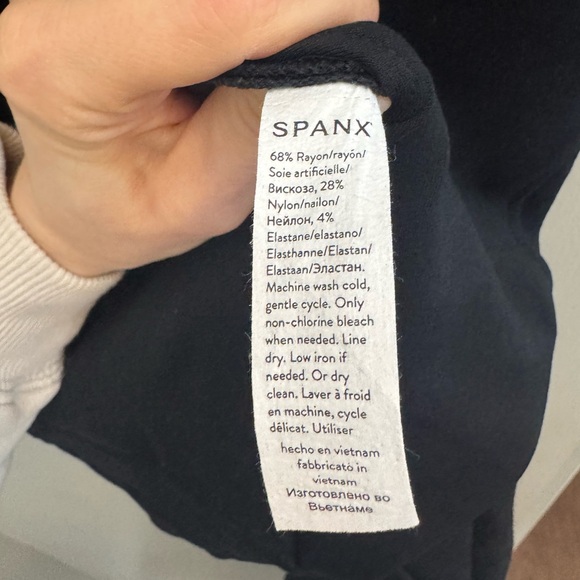 SPANX
68% Rayon/rayón/
Soie artificielle/
Вискоза, 28%
Nylon/nailon/
Нейлон, 4%
Elastane/elastano/
Elasthanne/Elastan/
Elastaan/Эластан.
Machine wash cold,
gentle cycle. Only
non-chlorine bleach
when needed. Line
dry. Low iron if
needed. Or dry
clean. Laver à froid
en machine, cycle
délicat. Utiliser
hecho en vietnam
fabbricato in
vietnam
Изготовлено во
Вьетнаме